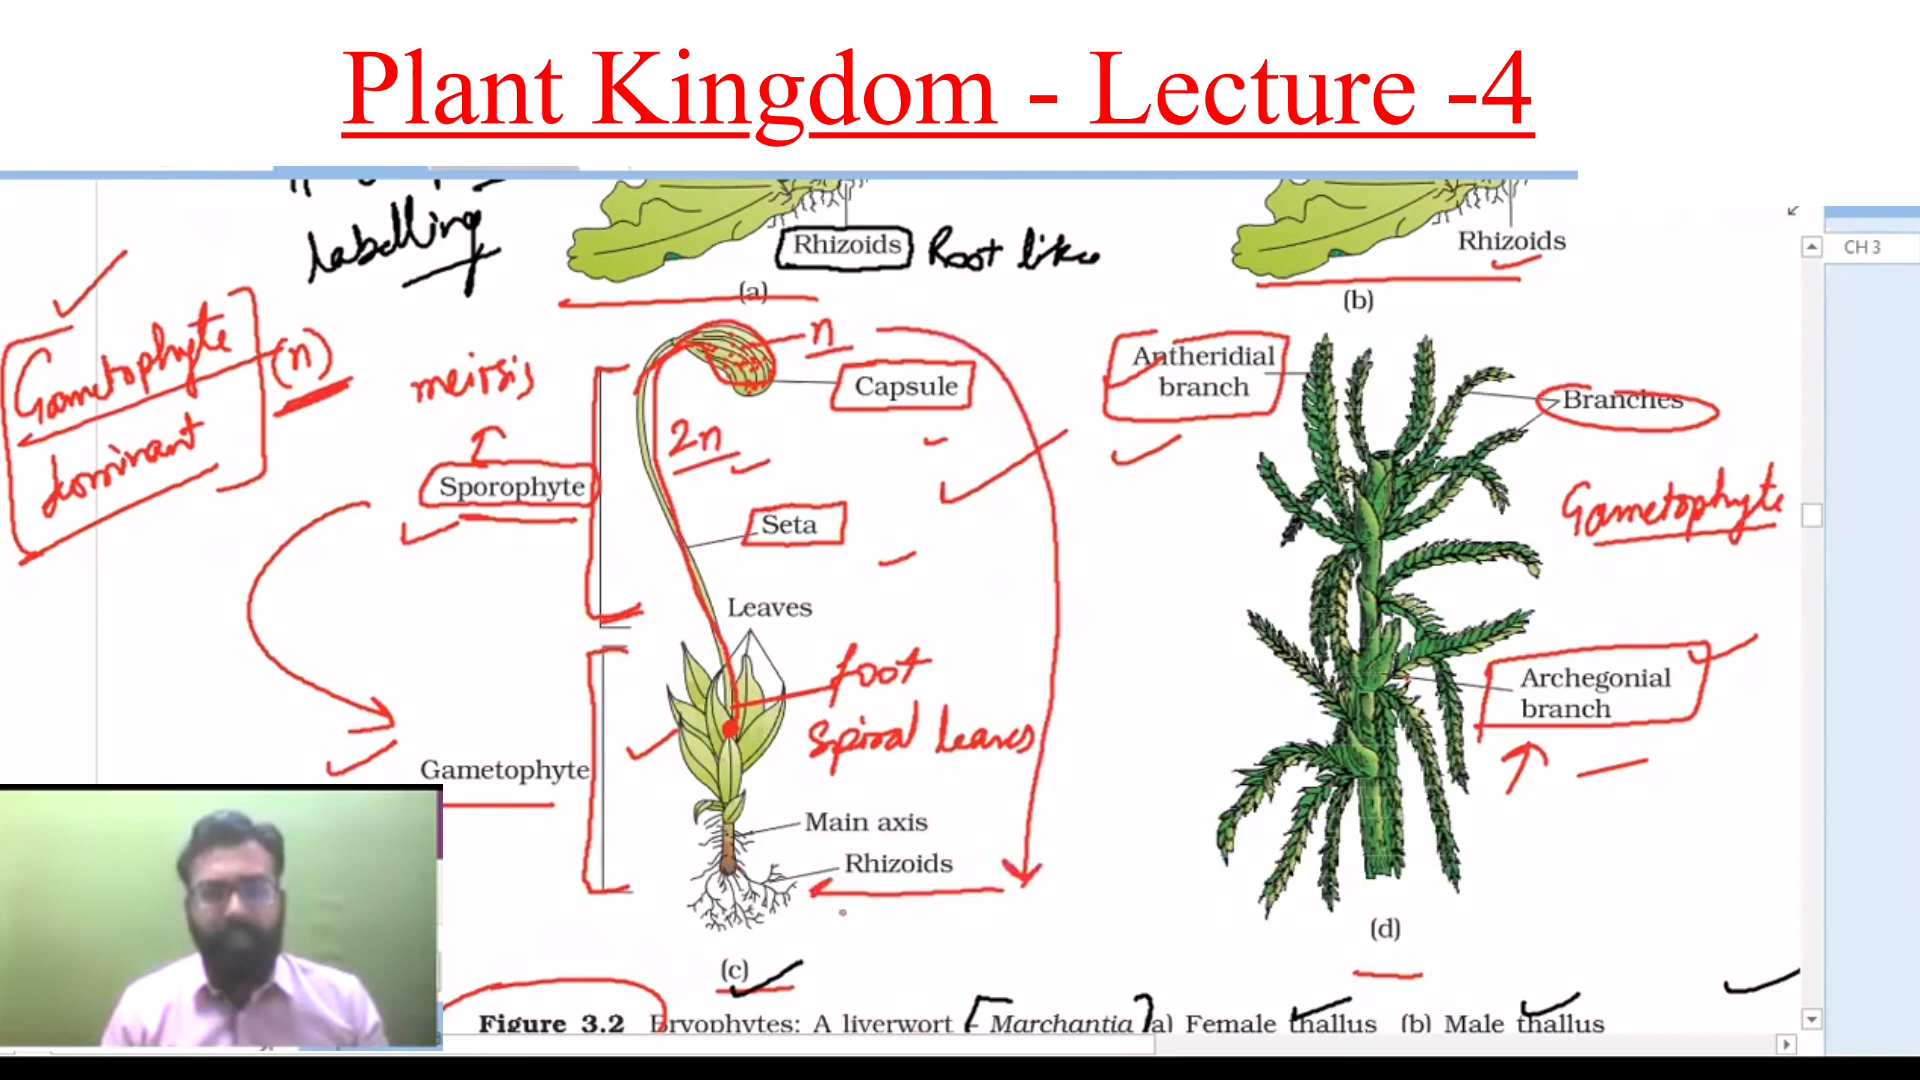 Plant Kingdom - Lecture -4
labelling
Rhizoids
Root like
Rhizoids
CH 3
(a)
(b)
Gametophyte
(n)
dominant
meirsis
n
Capsule
Antheridial
branch
Branches
2n
Sporophyte
Seta
Gametophyte
Leaves
foot
Spiral leaves
Archegonial
branch
Gametophyte
Main axis
Rhizoids
(d)
(c)
Figure 3.2 Bryophytes: A liverwort - Marchantia (a) Female thallus (b) Male thallus